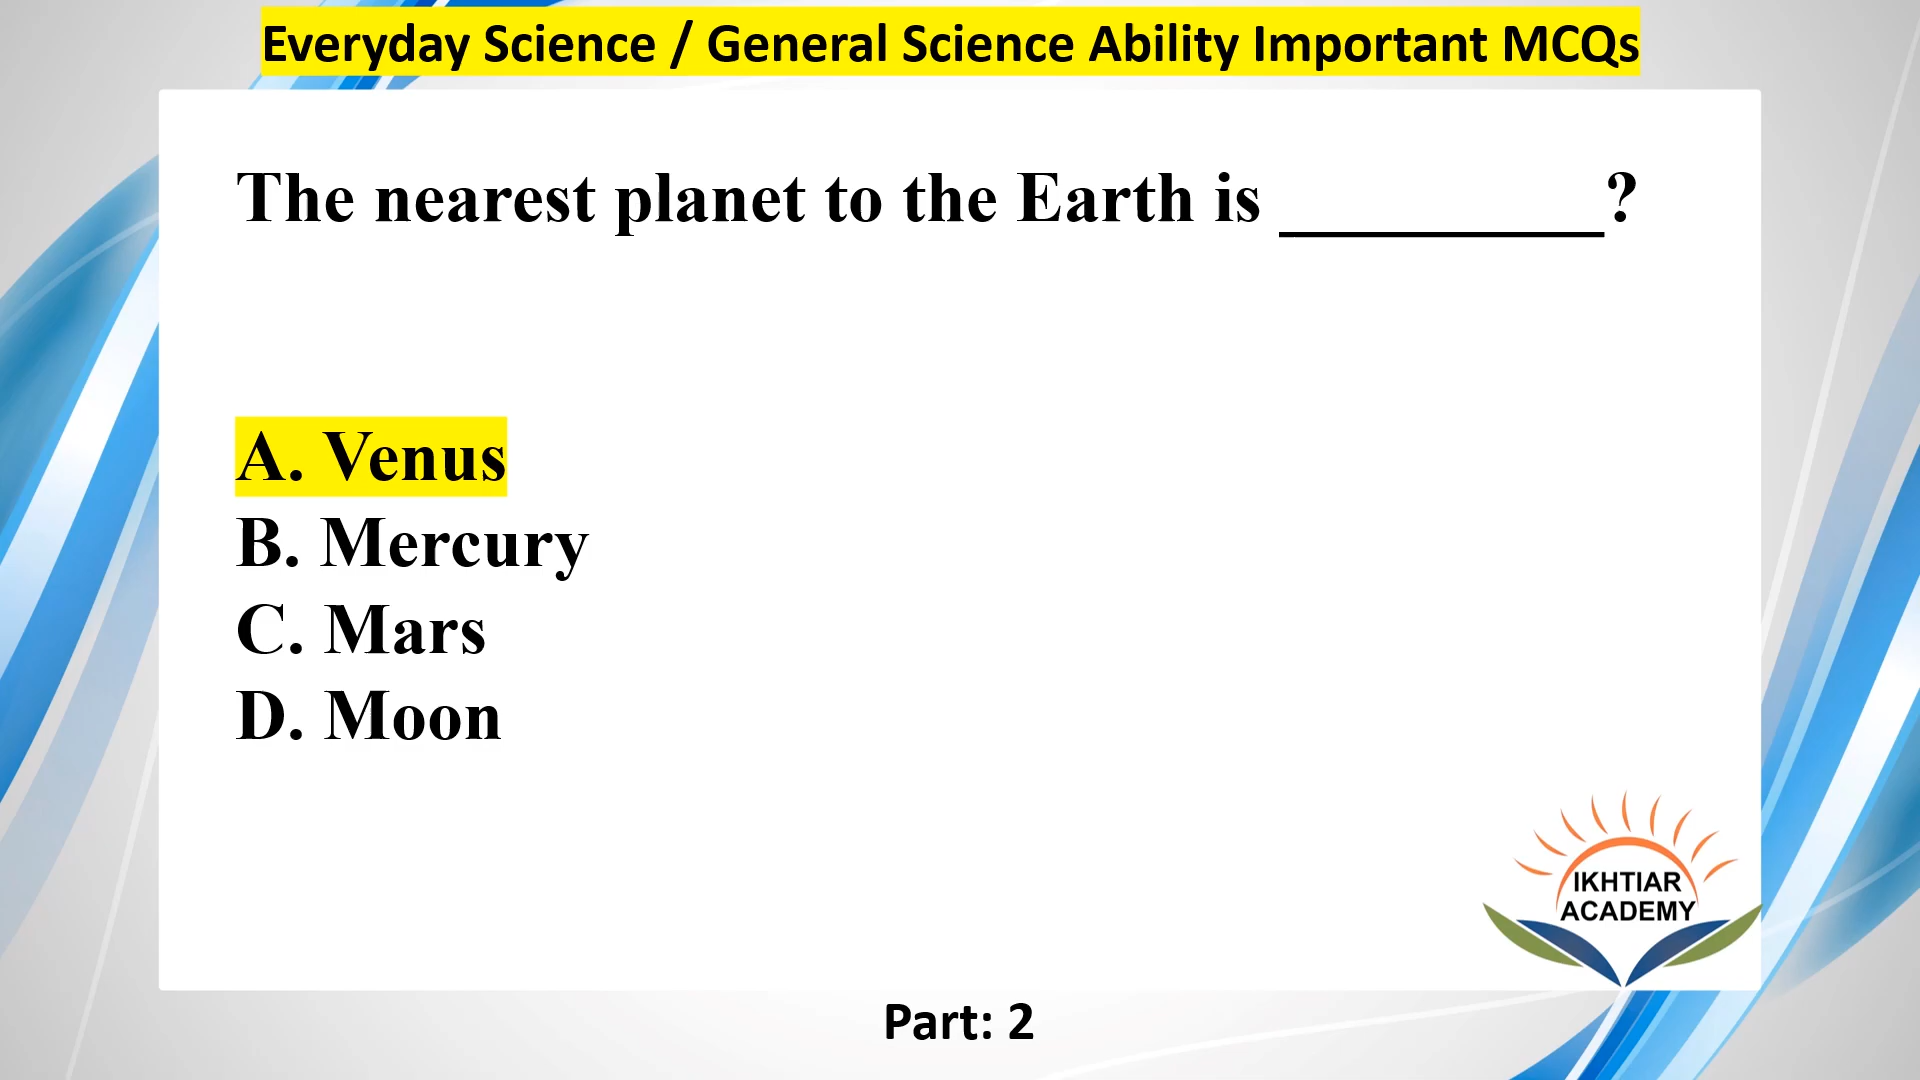 Everyday Science / General Science Ability Important MCQs
The nearest planet to the Earth is __________?
A. Venus
B. Mercury
C. Mars
D. Moon
IKHTIAR
ACADEMY
Part: 2